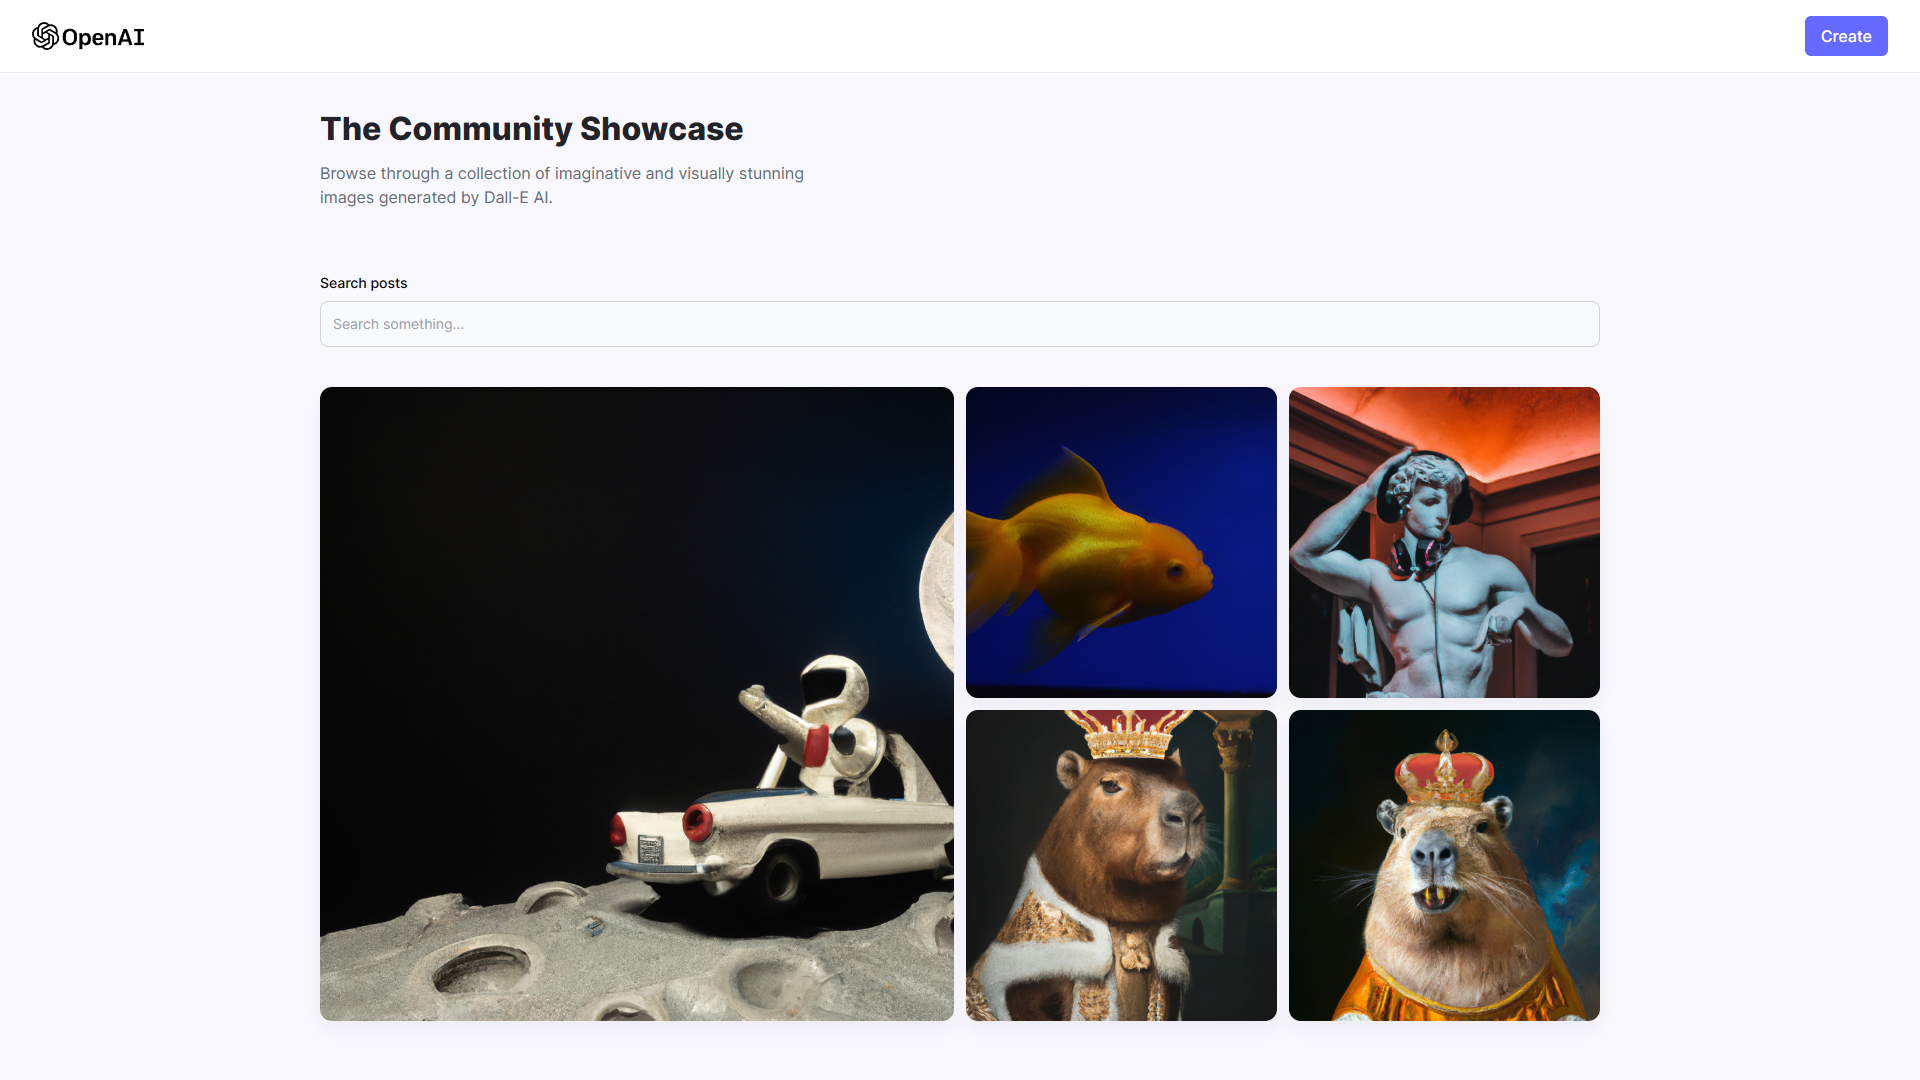 OpenAI
Create
The Community Showcase
Browse through a collection of imaginative and visually stunning
images generated by Dall-E AI.
Search posts
Search something...